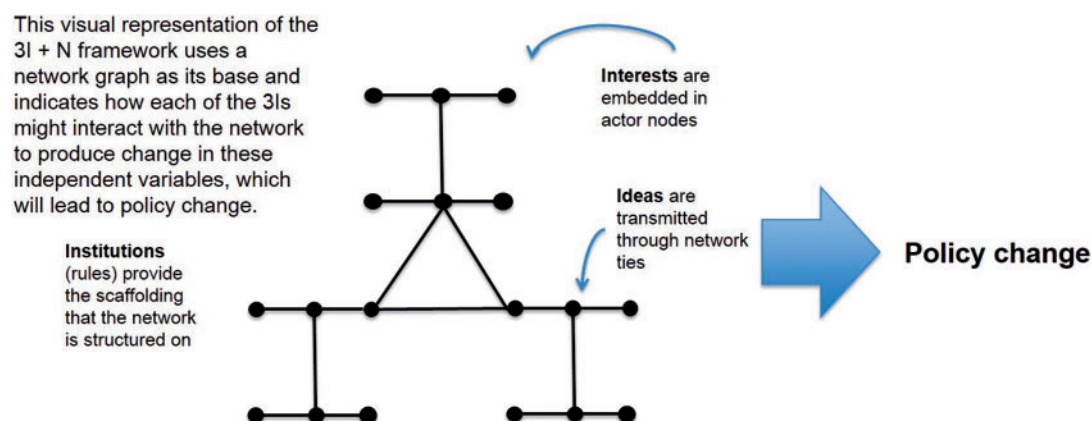 This visual representation of the
3I + N framework uses a
network graph as its base and
indicates how each of the 3Is
might interact with the network
to produce change in these
independent variables, which
will lead to policy change.
Institutions
(rules) provide
the scaffolding
that the network
is structured on
Interests are
embedded in
actor nodes
Ideas are
transmitted
through network
ties
Policy change